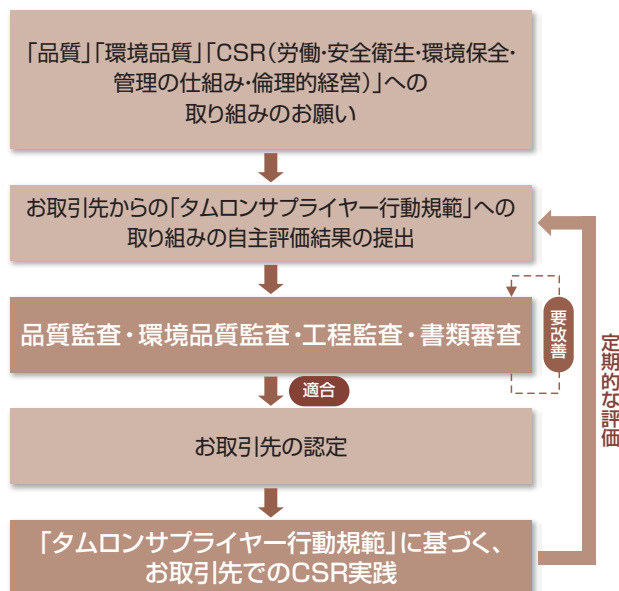 「品質」「環境品質」「CSR(労働・安全衛生・環境保全・
管理の仕組み・倫理的経営)」への
取り組みのお願い
お取引先からの「タムロンサプライヤー行動規範」への
取り組みの自主評価結果の提出
品質監査・環境品質監査・工程監査・書類審査
要改善
適合
お取引先の認定
「タムロンサプライヤー行動規範」に基づく、
お取引先でのCSR実践
定期的な評価